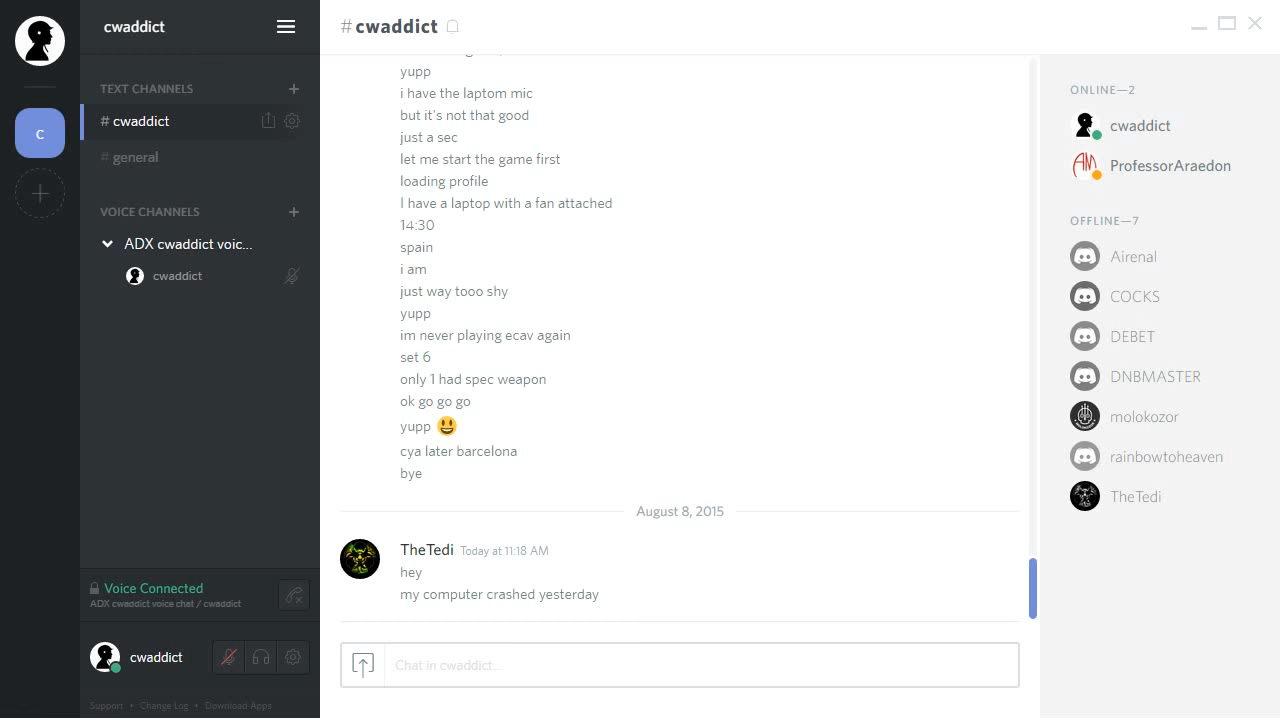 cwaddict
C
TEXT CHANNELS
# cwaddict
# general
VOICE CHANNELS
ADX cwaddict voic...
cwaddict
Voice Connected
ADX cwaddict voice chat / cwaddict
cwaddict
Support • Change Log • Download Apps
#cwaddict
yupp
i have the laptom mic
but it's not that good
just a sec
let me start the game first
loading profile
I have a laptop with a fan attached
14:30
spain
i am
just way tooo shy
yupp
im never playing ecav again
set 6
only 1 had spec weapon
ok go go go
yupp 😃
cya later barcelona
bye
August 8, 2015
TheTedi Today at 11:18 AM
hey
my computer crashed yesterday
Chat in cwaddict...
ONLINE—2
cwaddict
AM
ProfessorAraedon
OFFLINE—7
Airenal
COCKS
DEBET
DNBMASTER
molokozor
rainbowtoheaven
TheTedi